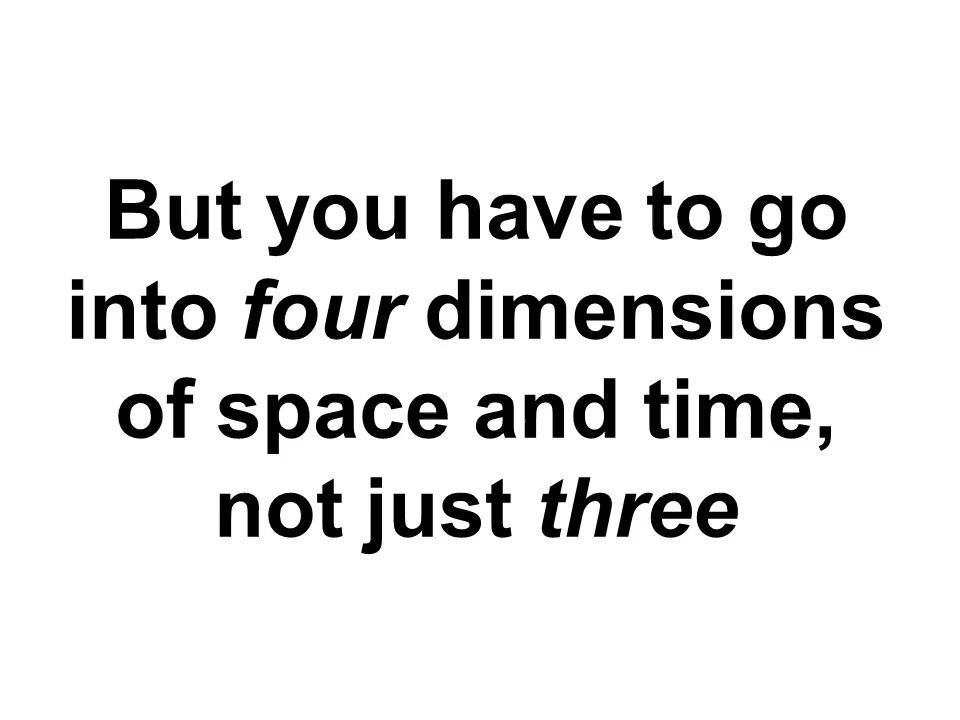 But you have to go
into four dimensions
of space and time,
not just three